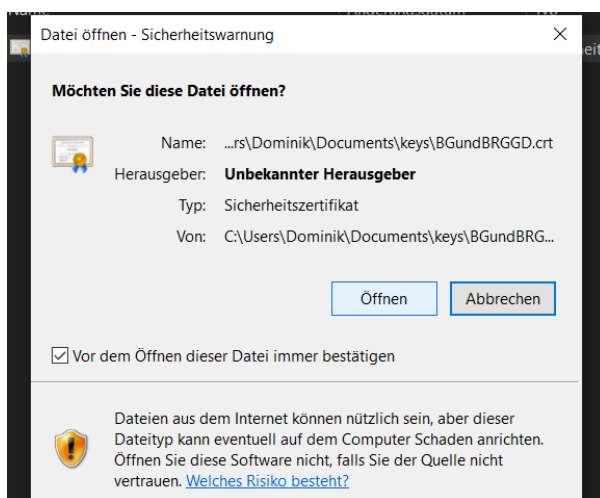 Datei öffnen - Sicherheitswarnung
Möchten Sie diese Datei öffnen?
Name: ...rs\Dominik\Documents\keys\BGundBRGGD.crt
Herausgeber: Unbekannter Herausgeber
Typ: Sicherheitszertifikat
Von: C:\Users\Dominik\Documents\keys\BGundBRG...
Öffnen Abbrechen
Vor dem Öffnen dieser Datei immer bestätigen
Dateien aus dem Internet können nützlich sein, aber dieser
Dateityp kann eventuell auf dem Computer Schaden anrichten.
Öffnen Sie diese Software nicht, falls Sie der Quelle nicht
vertrauen. Welches Risiko besteht?